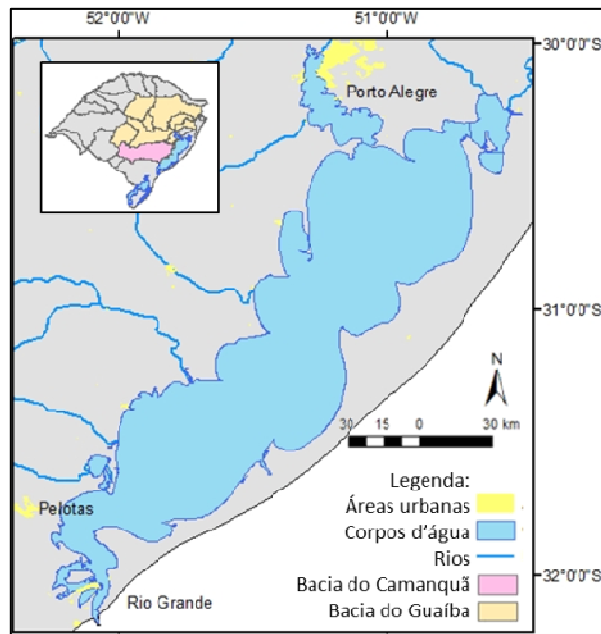 52°0'0"W
51°0'0"W
30°0'0"S
Porto Alegre
31°0'0"S
N
30 15 0 30 km
Legenda:
Áreas urbanas
Pelotas
Corpos d'água
Rios
32°0'0"S
Bacia do Camanquã
Rio Grande
Bacia do Guaíba